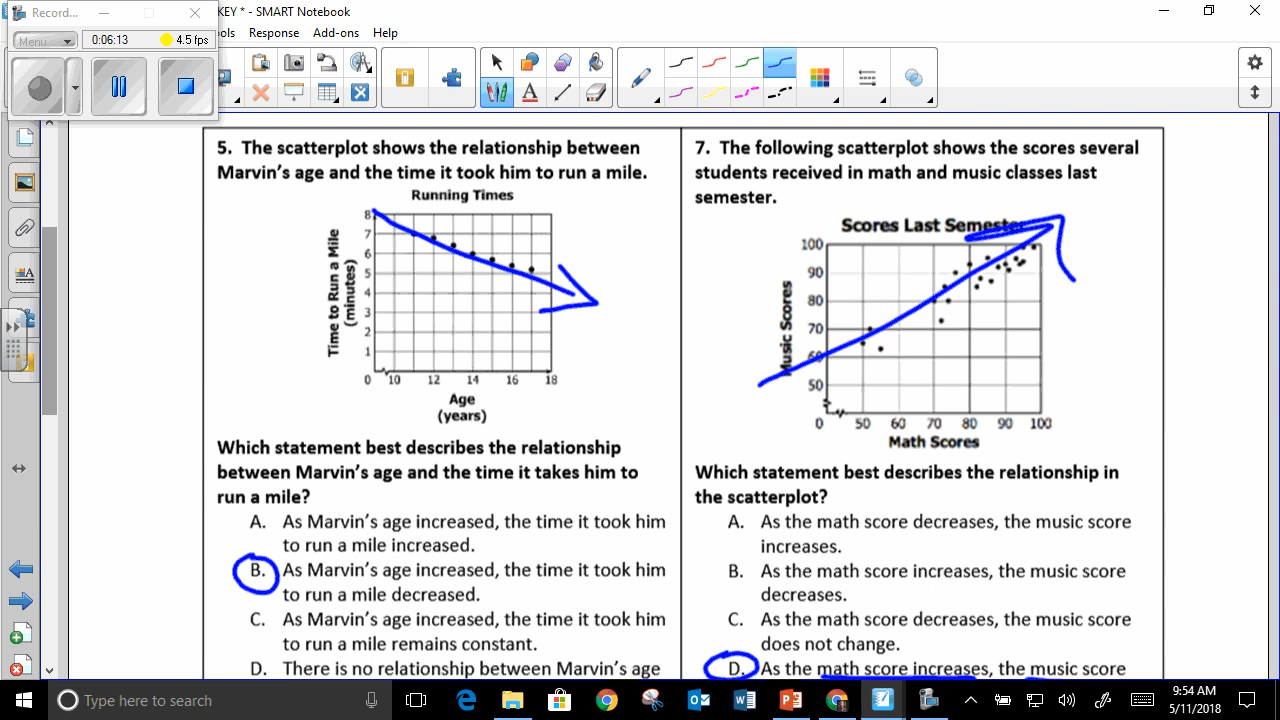 Record...
KEY * - SMART Notebook
Menu
0:06:13
4.5 fps
ols Response Add-ons Help
5. The scatterplot shows the relationship between
Marvin's age and the time it took him to run a mile.
Running Times
Time to Run a Mile
(minutes)
8
7
6
5
4
3
2
1
0 10 12 14 16 18
Age
(years)
Which statement best describes the relationship
between Marvin's age and the time it takes him to
run a mile?
A. As Marvin's age increased, the time it took him
to run a mile increased.
B. As Marvin's age increased, the time it took him
to run a mile decreased.
C. As Marvin's age increased, the time it took him
to run a mile remains constant.
D. There is no relationship between Marvin's age
7. The following scatterplot shows the scores several
students received in math and music classes last
semester.
Scores Last Semester
Music Scores
100
90
80
70
60
50
0 50 60 70 80 90 100
Math Scores
Which statement best describes the relationship in
the scatterplot?
A. As the math score decreases, the music score
increases.
B. As the math score increases, the music score
decreases.
C. As the math score decreases, the music score
does not change.
D. As the math score increases, the music score
Type here to search
9:54 AM
5/11/2018